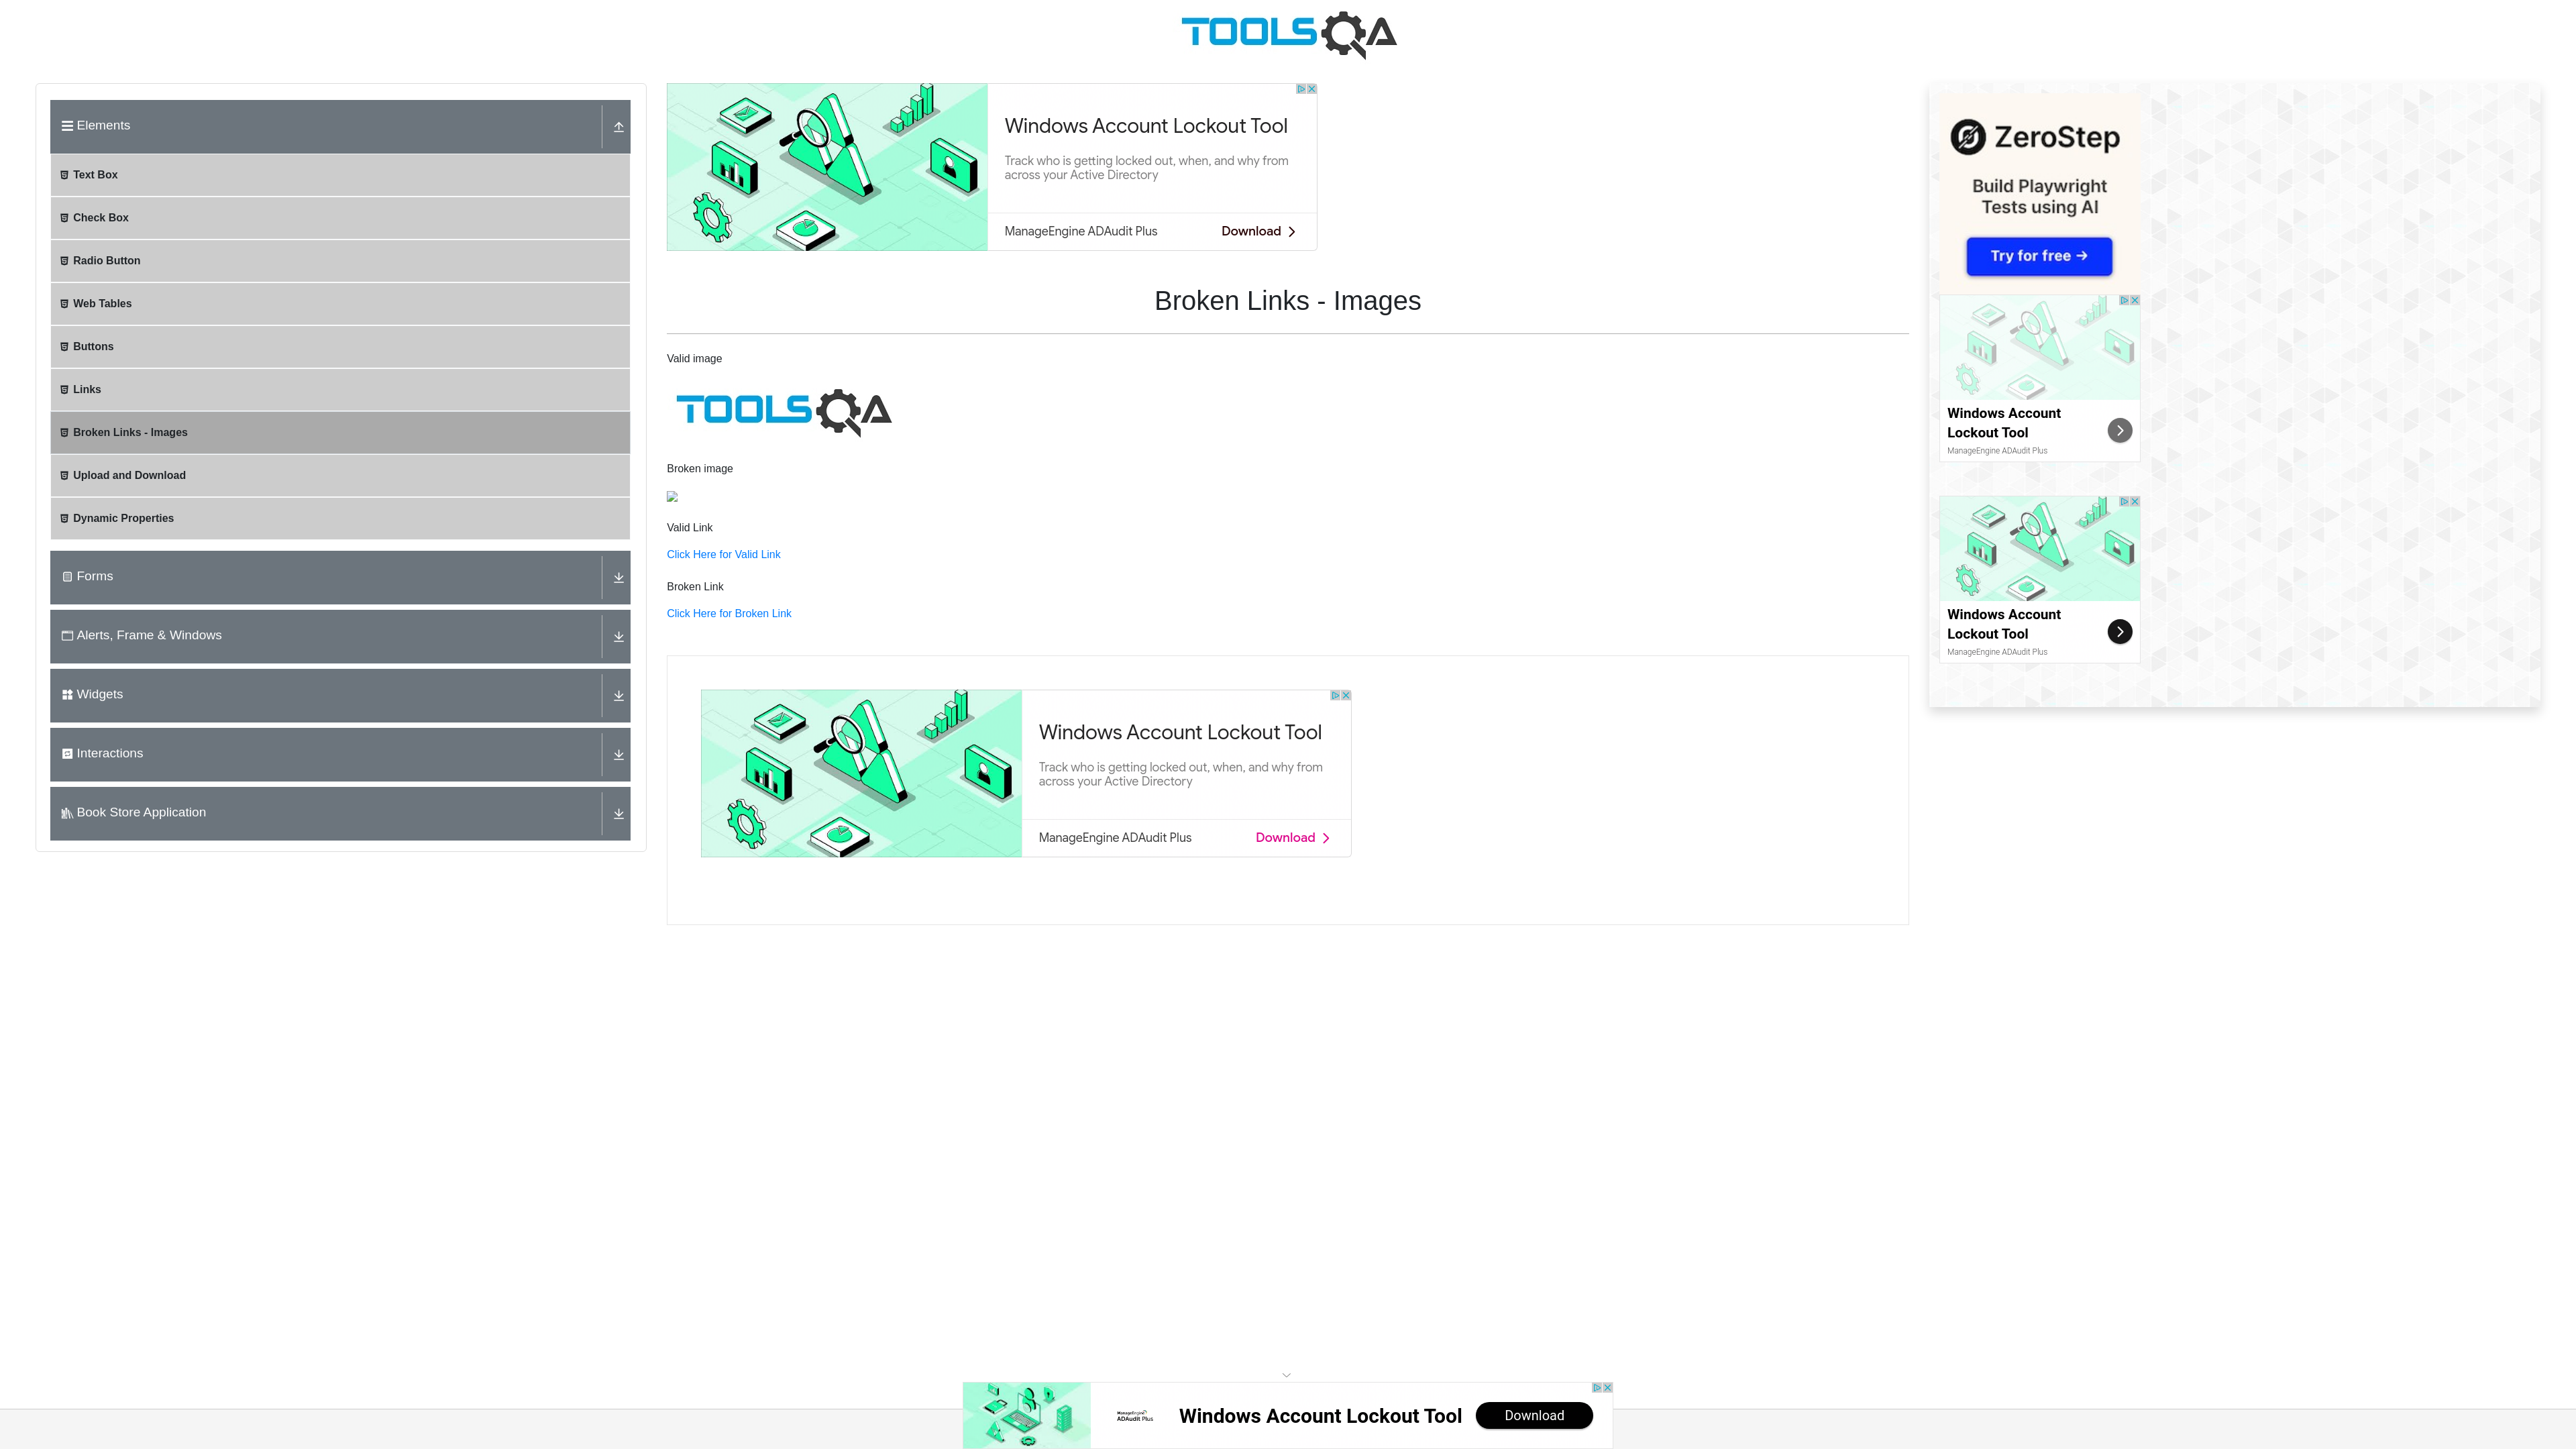 TOOLSQA
Elements
Text Box
Check Box
Radio Button
Web Tables
Buttons
Links
Broken Links - Images
Upload and Download
Dynamic Properties
Forms
Alerts, Frame & Windows
Widgets
Interactions
Book Store Application
Windows Account Lockout Tool
Track who is getting locked out, when, and why from
across your Active Directory
ManageEngine ADAudit Plus
Download
Broken Links - Images
Valid image
TOOLSQA
Broken image
Valid Link
Click Here for Valid Link
Broken Link
Click Here for Broken Link
Windows Account Lockout Tool
Track who is getting locked out, when, and why from
across your Active Directory
ManageEngine ADAudit Plus
Download
ZeroStep
Build Playwright
Tests using AI
Try for free →
Windows Account
Lockout Tool
ManageEngine ADAudit Plus
Windows Account
Lockout Tool
ManageEngine ADAudit Plus
ManageEngine
ADAudit Plus
Windows Account Lockout Tool
Download